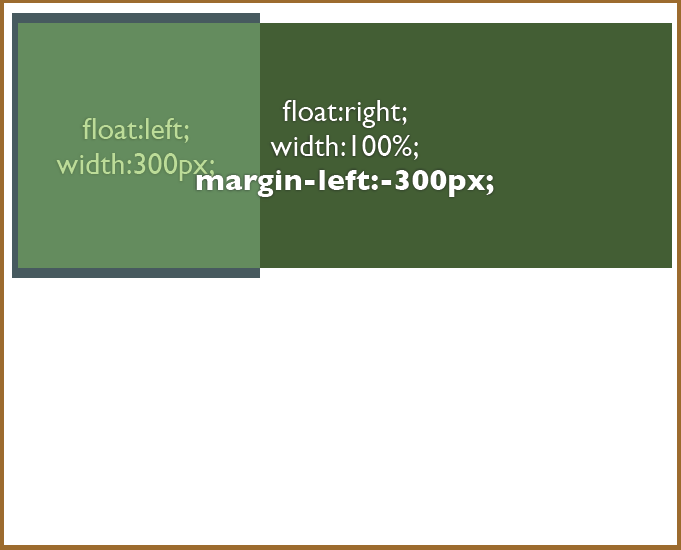 float:left;
width:300px;
float:right;
width:100%;
margin-left:-300px;